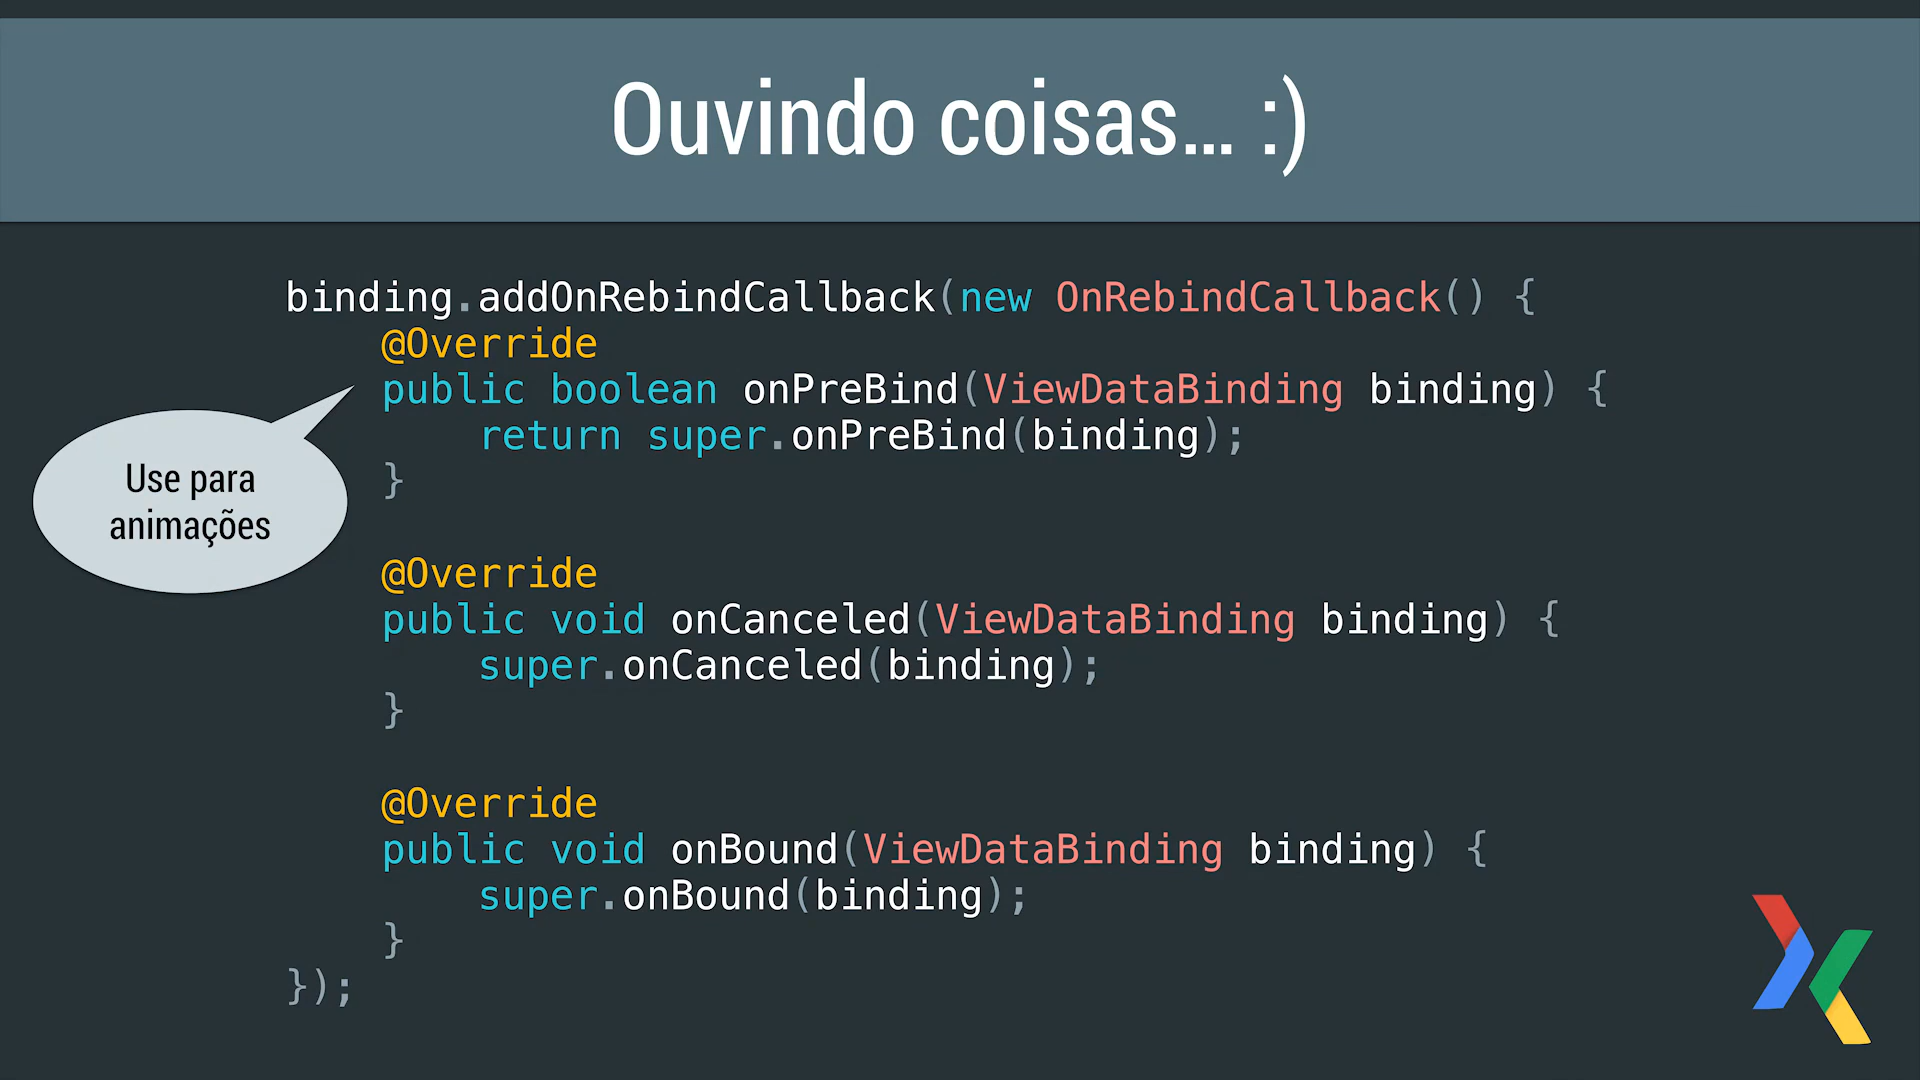 Ouvindo coisas... :)
binding.addOnRebindCallback(new OnRebindCallback() {
@Override
public boolean onPreBind(ViewDataBinding binding) {
return super.onPreBind(binding);
}
Use para
animações
@Override
public void onCanceled(ViewDataBinding binding) {
super.onCanceled(binding);
}
@Override
public void onBound(ViewDataBinding binding) {
super.onBound(binding);
}
});